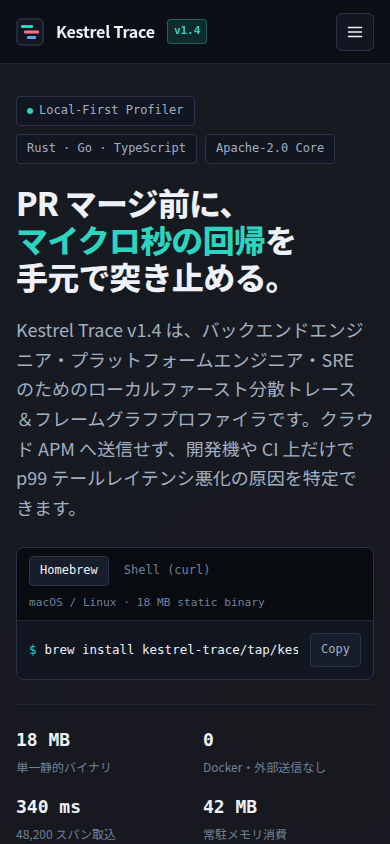 Kestrel Trace v1.4
Local-First Profiler
Rust · Go · TypeScript Apache-2.0 Core
PR マージ前に、
マイクロ秒の回帰を
手元で突き止める。
Kestrel Trace v1.4 は、バックエンドエンジ
ニア・プラットフォームエンジニア・SRE
のためのローカルファースト分散トレース
＆フレームグラフプロファイラです。クラウ
ド APM へ送信せず、開発機や CI 上だけで
p99 テールレイテンシ悪化の原因を特定で
きます。
Homebrew Shell (curl)
macOS / Linux · 18 MB static binary
$ brew install kestrel-trace/tap/kes Copy
18 MB 0
単一静的バイナリ Docker・外部送信なし
340 ms 42 MB
48,200 スパン取込 常駐メモリ消費